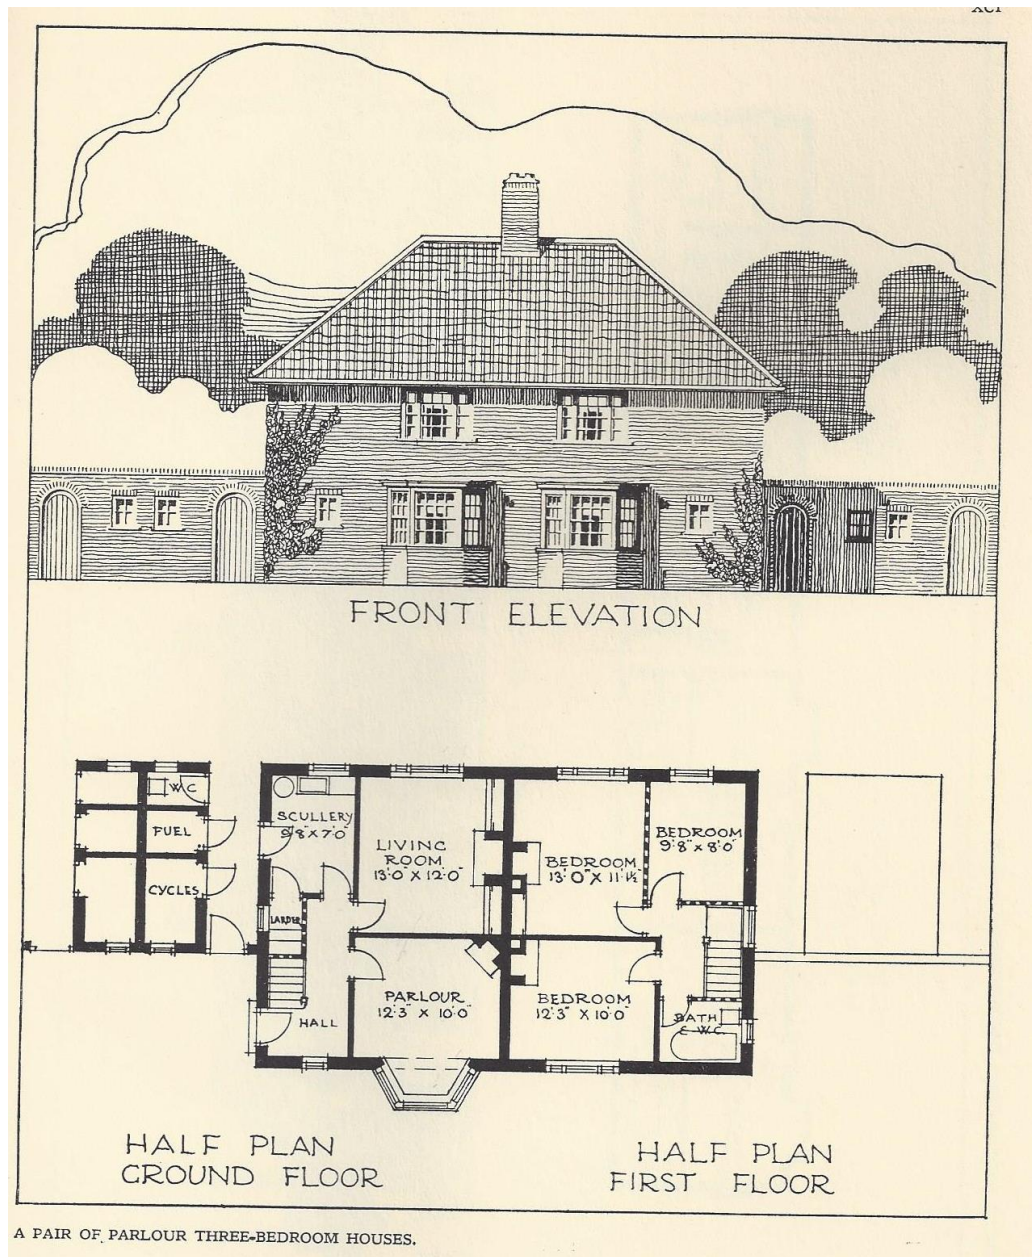 XCI
FRONT ELEVATION
W.C
FUEL
CYCLES
SCULLERY
9'8" X 7'0"
LARDER
LIVING
ROOM
13'0" X 12'0"
HALL
PARLOUR
12'3" X 10'0"
BEDROOM
13'0" X 11'1½
BEDROOM
9'8" x 8'0"
BEDROOM
12'3" X 10'0"
BATH
& W.C.
HALF PLAN
GROUND FLOOR
HALF PLAN
FIRST FLOOR
A PAIR OF PARLOUR THREE-BEDROOM HOUSES.